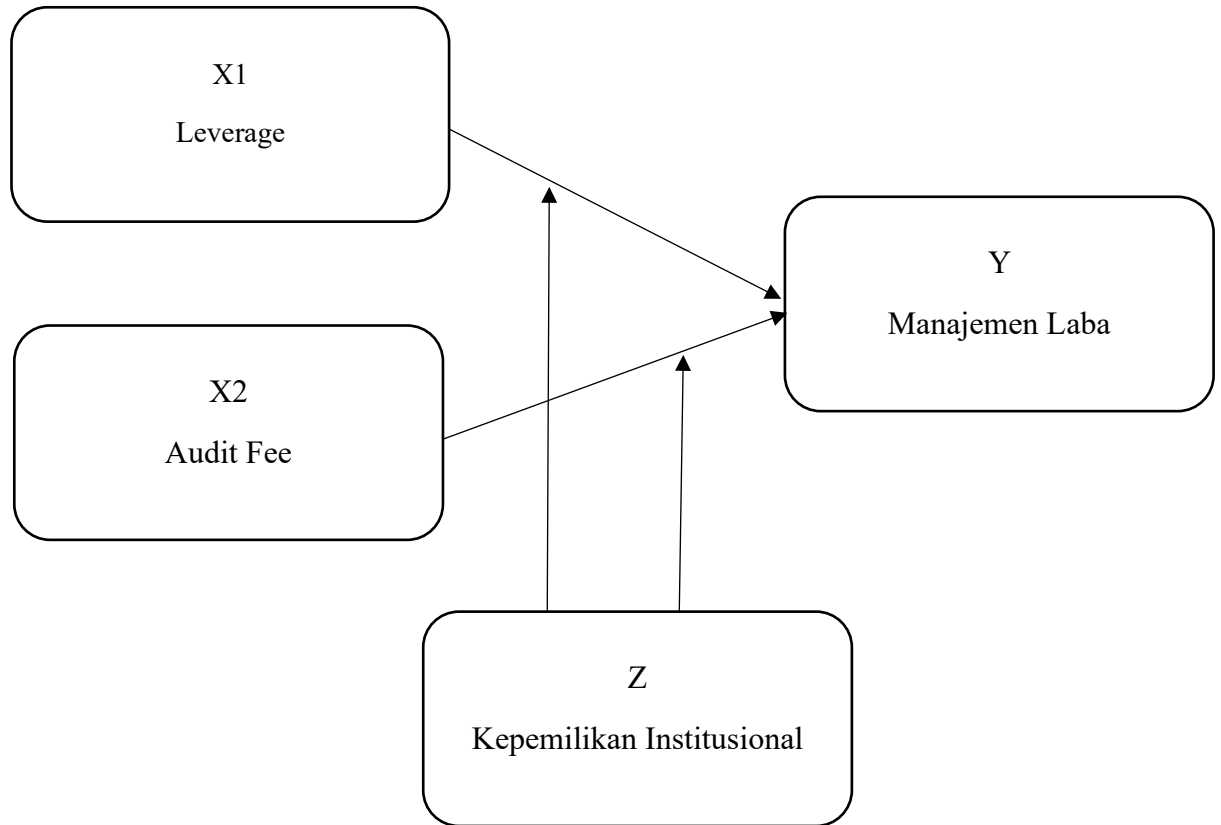 X1
Leverage
X2
Audit Fee
Y
Manajemen Laba
Z
Kepemilikan Institusional